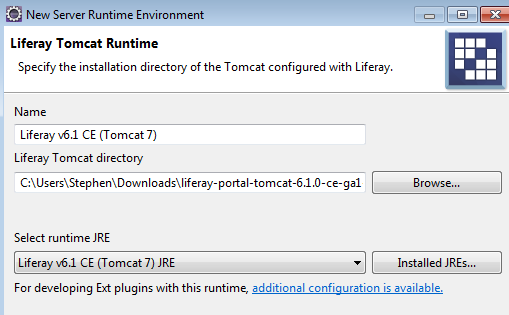 New Server Runtime Environment
Liferay Tomcat Runtime
Specify the installation directory of the Tomcat configured with Liferay.
Name
Liferay v6.1 CE (Tomcat 7)
Liferay Tomcat directory
C:\Users\Stephen\Downloads\liferay-portal-tomcat-6.1.0-ce-ga1
Browse...
Select runtime JRE
Liferay v6.1 CE (Tomcat 7) JRE
Installed JREs...
For developing Ext plugins with this runtime, additional configuration is available.